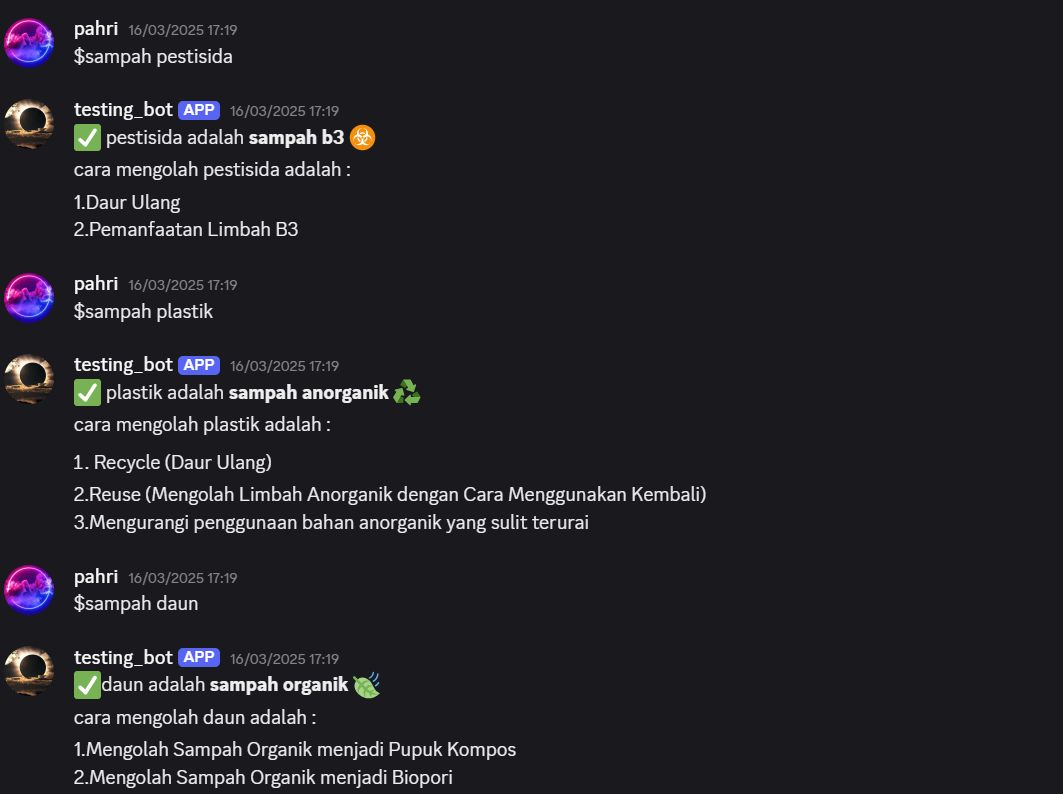 pahri 16/03/2025 17:19
$sampah pestisida
testing_bot APP 16/03/2025 17:19
✅ pestisida adalah sampah b3 ☣
cara mengolah pestisida adalah :
1.Daur Ulang
2.Pemanfaatan Limbah B3
pahri 16/03/2025 17:19
$sampah plastik
testing_bot APP 16/03/2025 17:19
✅ plastik adalah sampah anorganik ♻
cara mengolah plastik adalah :
1. Recycle (Daur Ulang)
2.Reuse (Mengolah Limbah Anorganik dengan Cara Menggunakan Kembali)
3.Mengurangi penggunaan bahan anorganik yang sulit terurai
pahri 16/03/2025 17:19
$sampah daun
testing_bot APP 16/03/2025 17:19
✅daun adalah sampah organik 🍃
cara mengolah daun adalah :
1.Mengolah Sampah Organik menjadi Pupuk Kompos
2.Mengolah Sampah Organik menjadi Biopori